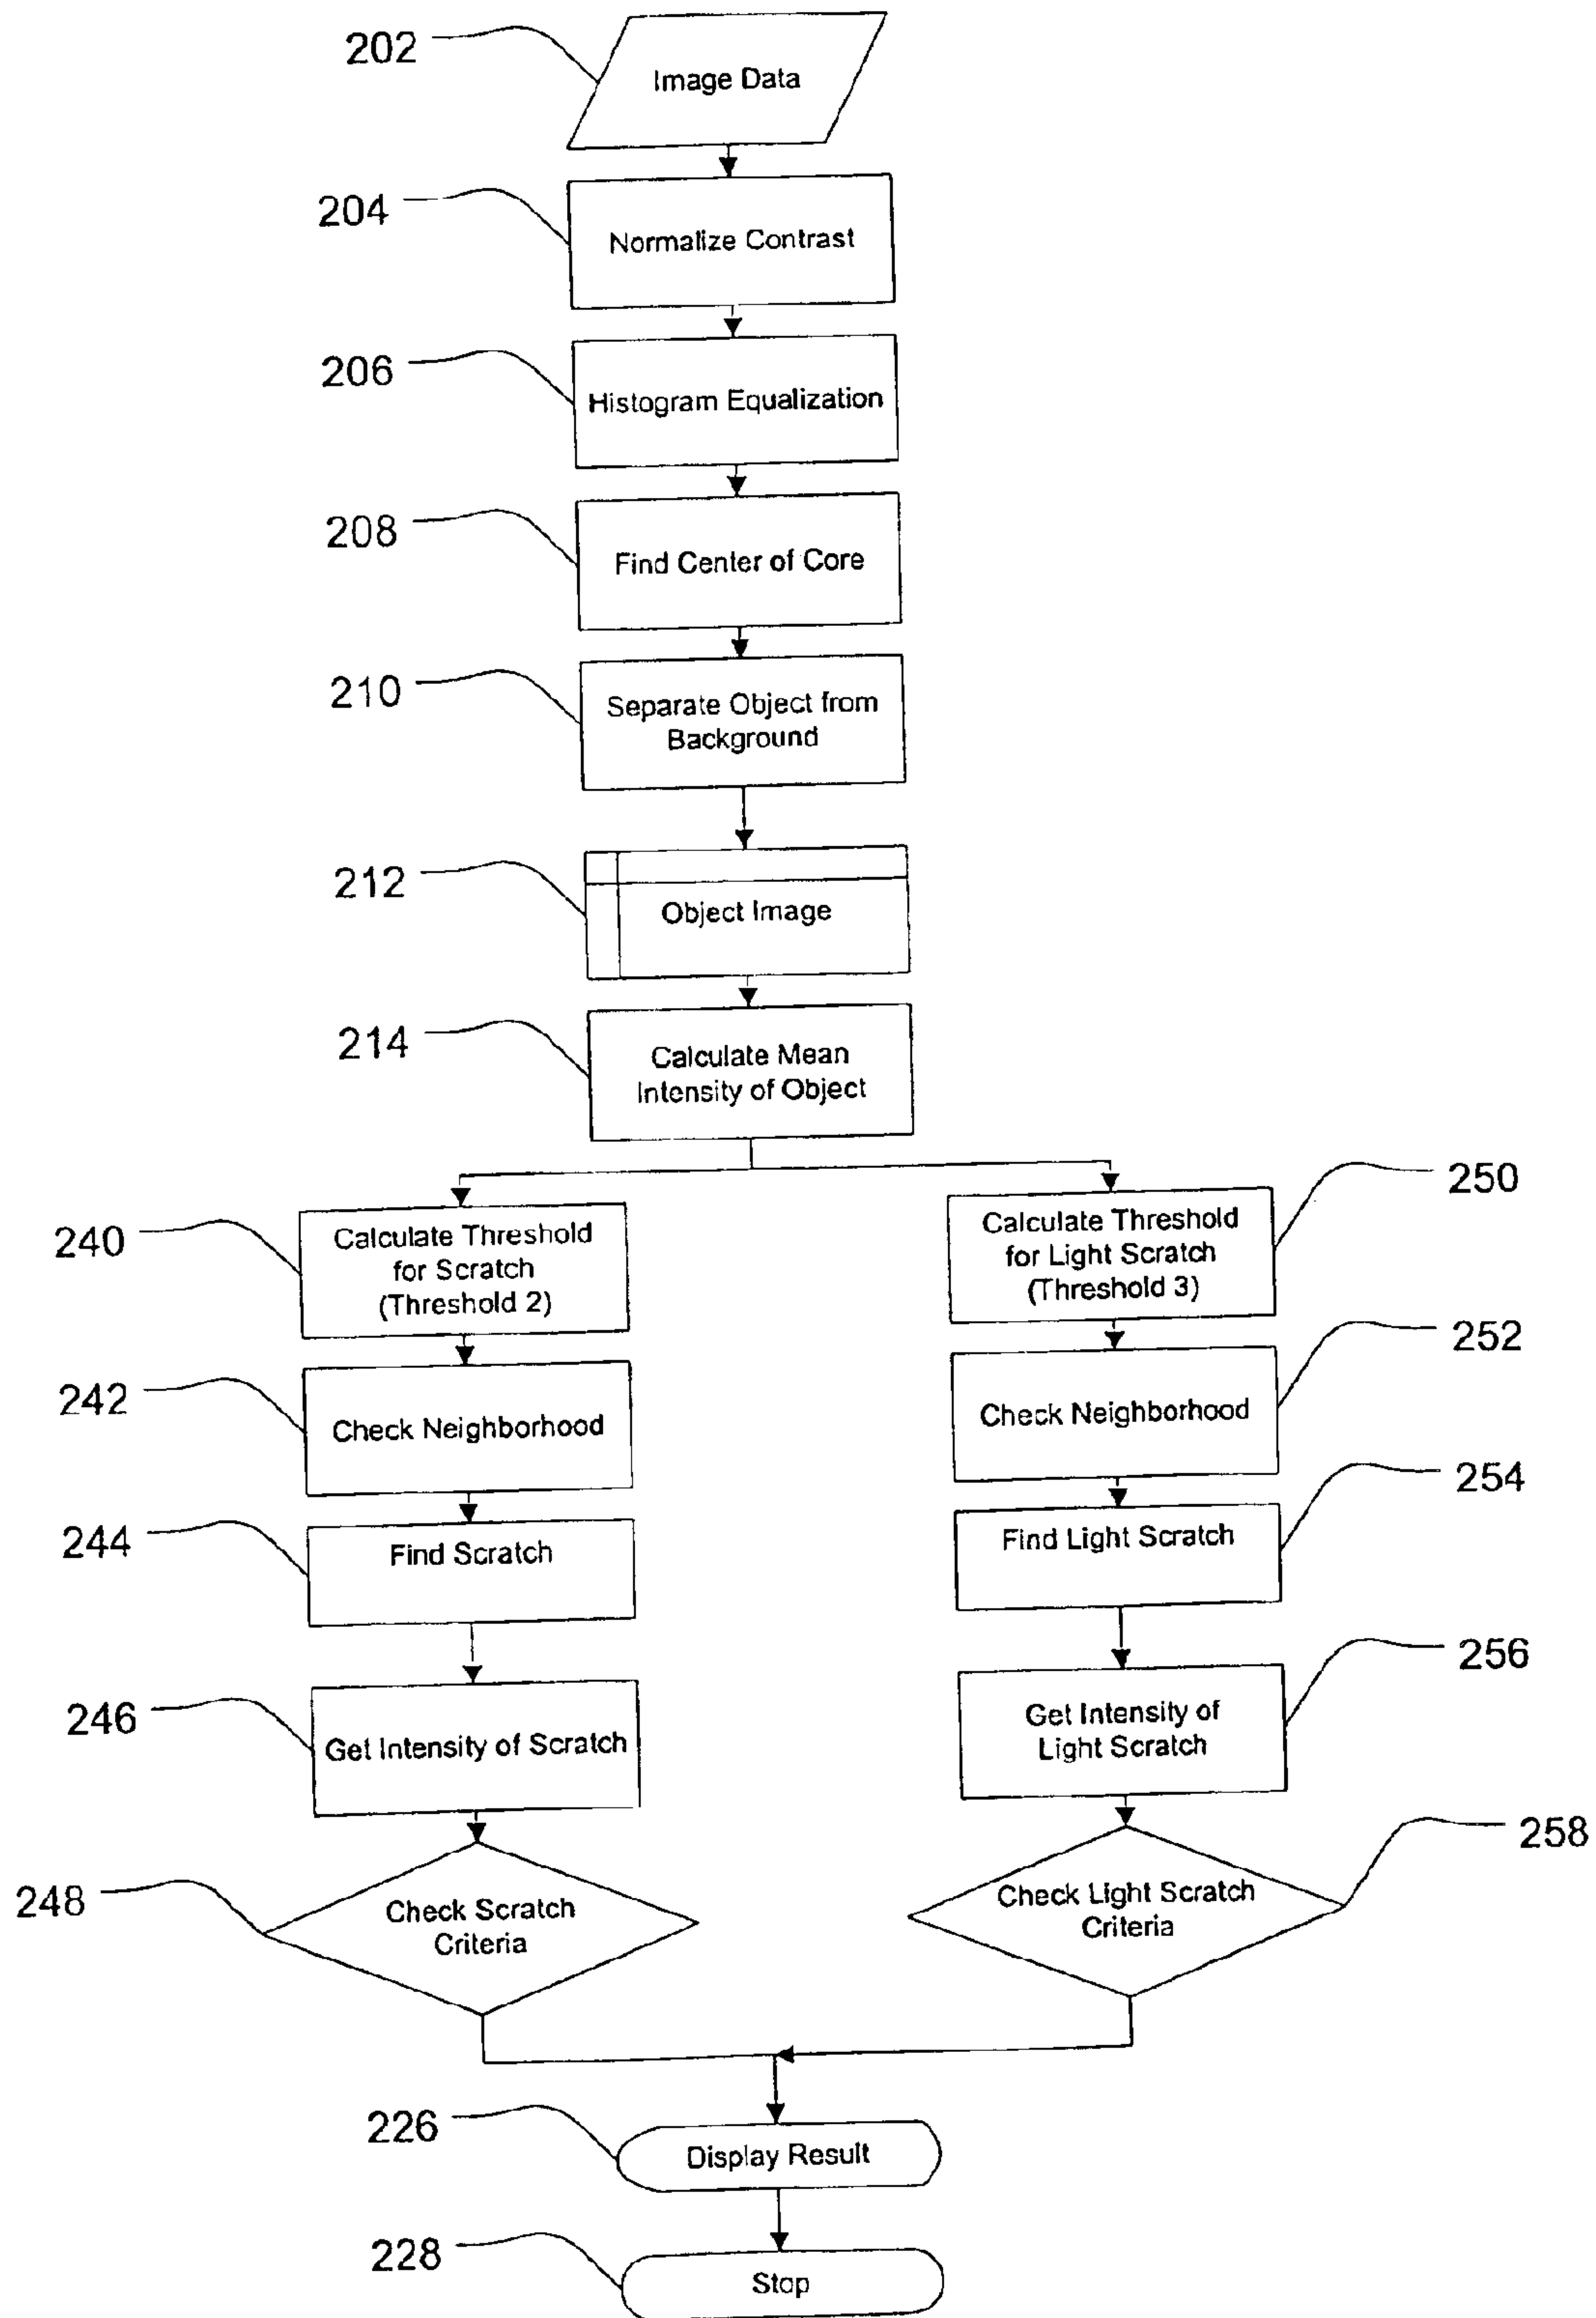 202
Image Data
204
Normalize Contrast
206
Histogram Equalization
208
Find Center of Core
210
Separate Object from
Background
212
Object Image
214
Calculate Mean
Intensity of Object
240
Calculate Threshold
for Scratch
(Threshold 2)
250
Calculate Threshold
for Light Scratch
(Threshold 3)
242
Check Neighborhood
252
Check Neighborhood
244
Find Scratch
254
Find Light Scratch
246
Get Intensity of Scratch
256
Get Intensity of
Light Scratch
248
Check Scratch
Criteria
258
Check Light Scratch
Criteria
226
Display Result
228
Stop